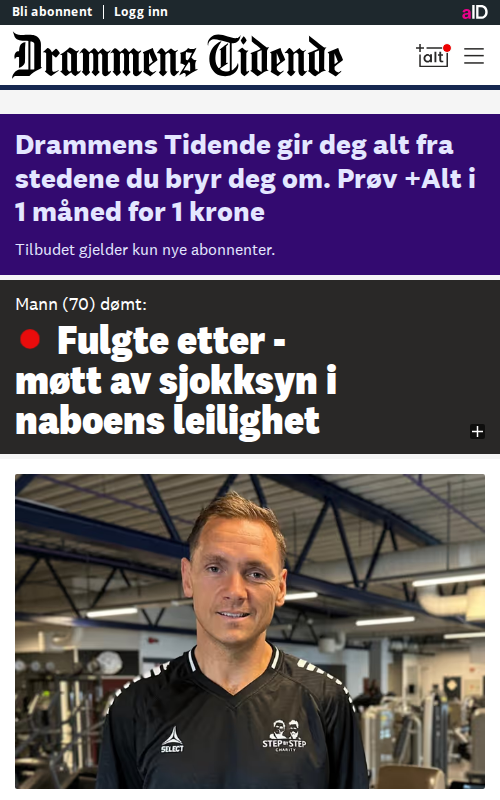 Bli abonnent | Logg inn
aID
Drammens Tidende
+alt
Drammens Tidende gir deg alt fra
stedene du bryr deg om. Prøv +Alt i
1 måned for 1 krone
Tilbudet gjelder kun nye abonnenter.
Mann (70) dømt:
Fulgte etter -
møtt av sjokksyn i
naboens leilighet
+
SELECT
STEP BY STEP
CHARITY